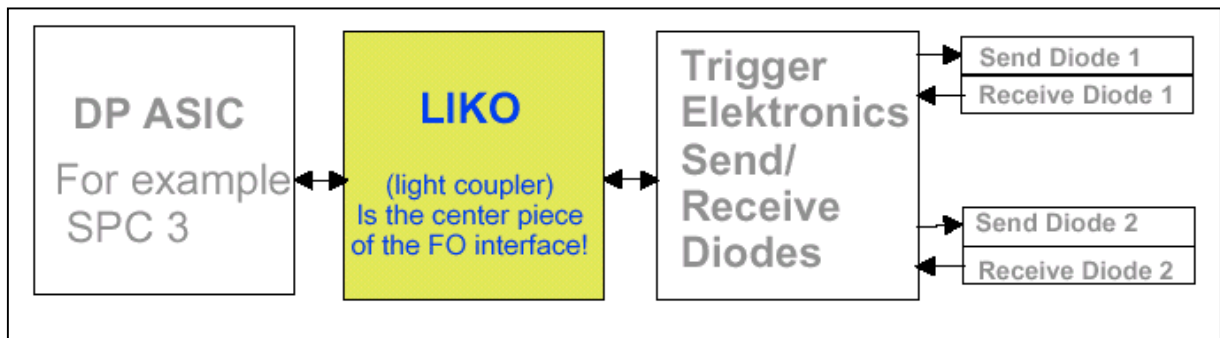 DP ASIC
For example
SPC 3
LIKO
(light coupler)
Is the center piece
of the FO interface!
Trigger
Elektronics
Send/
Receive
Diodes
Send Diode 1
Receive Diode 1
Send Diode 2
Receive Diode 2